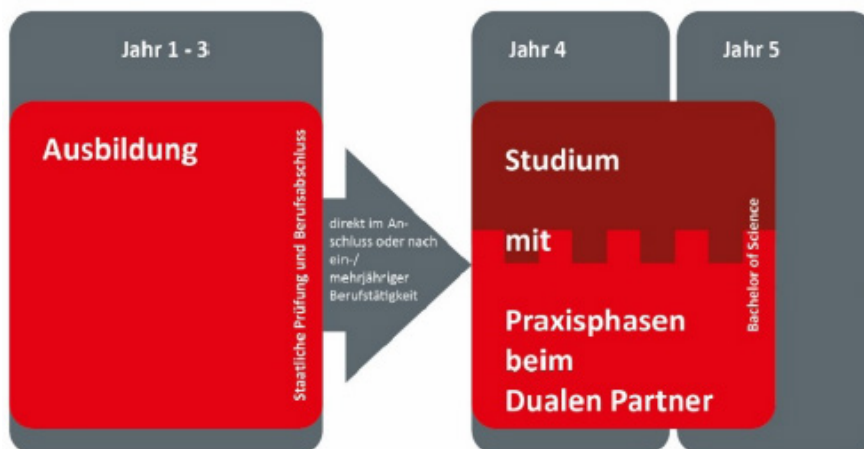 Jahr 1 - 3
Ausbildung
Staatliche Prüfung und Berufsabschluss
direkt im An-
schluss oder nach
ein-/
mehrjähriger
Berufstätigkeit
Jahr 4
Jahr 5
Studium
mit
Praxisphasen
beim
Dualen Partner
Bachelor of Science